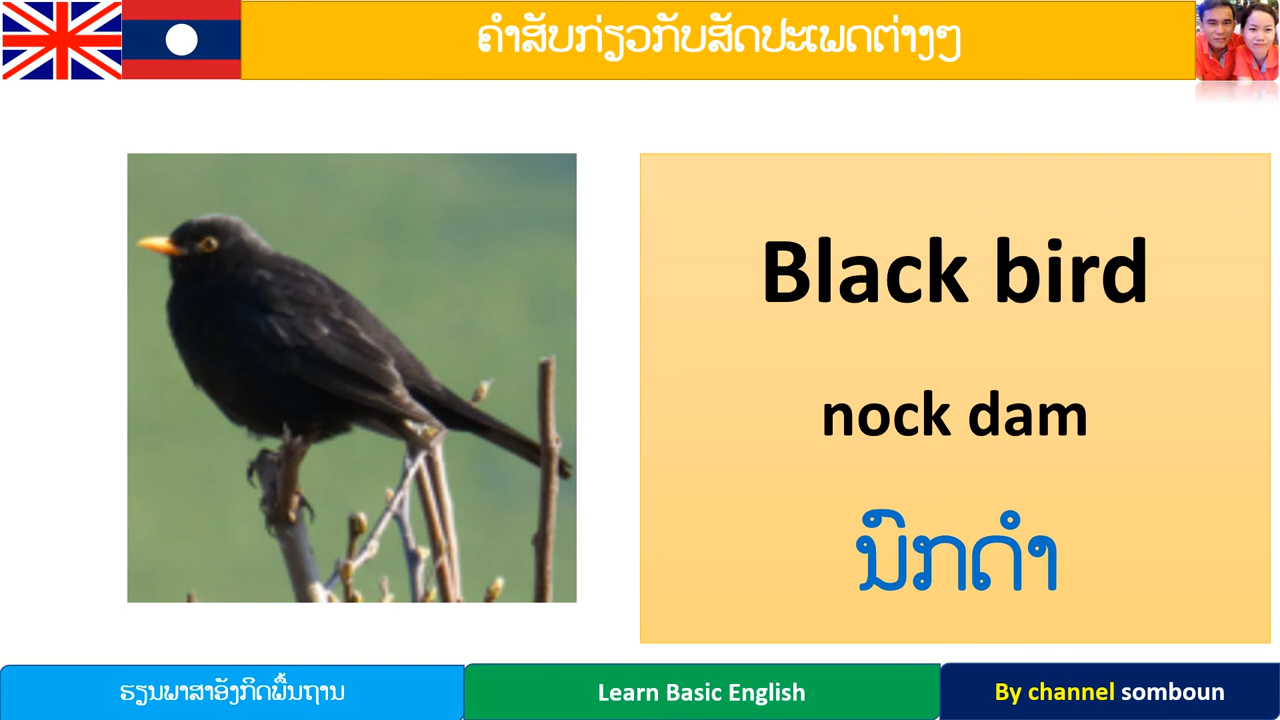 ຄຳສັບກ່ຽວກັບສັດປະເພດຕ່າງໆ
Black bird
nock dam
ນົກດຳ
ຮຽນພາສາອັງກິດພື້ນຖານ
Learn Basic English
By channel somboun